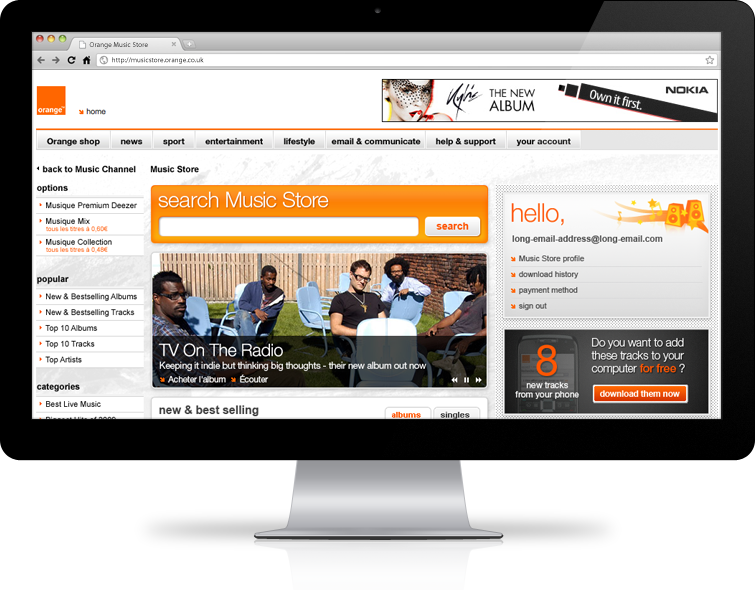 Orange Music Store
http://musicstore.orange.co.uk
orange™
home
Kylie
THE NEW
ALBUM
Own it first.
NOKIA
Orange shop
news
sport
entertainment
lifestyle
email & communicate
help & support
your account
back to Music Channel
Music Store
options
Musique Premium Deezer
Musique Mix
tous les titres à 0,60€
Musique Collection
tous les titres à 0,46€
popular
New & Bestselling Albums
New & Bestselling Tracks
Top 10 Albums
Top 10 Tracks
Top Artists
categories
Best Live Music
Biggest Hits of 2009
search Music Store
search
TV On The Radio
Keeping it indie but thinking big thoughts - their new album out now
Acheter l'album
Écouter
new & best selling
albums
singles
hello,
long-email-address@long-email.com
Music Store profile
download history
payment method
sign out
8
new tracks
from your phone
Do you want to add
these tracks to your
computer for free ?
download them now